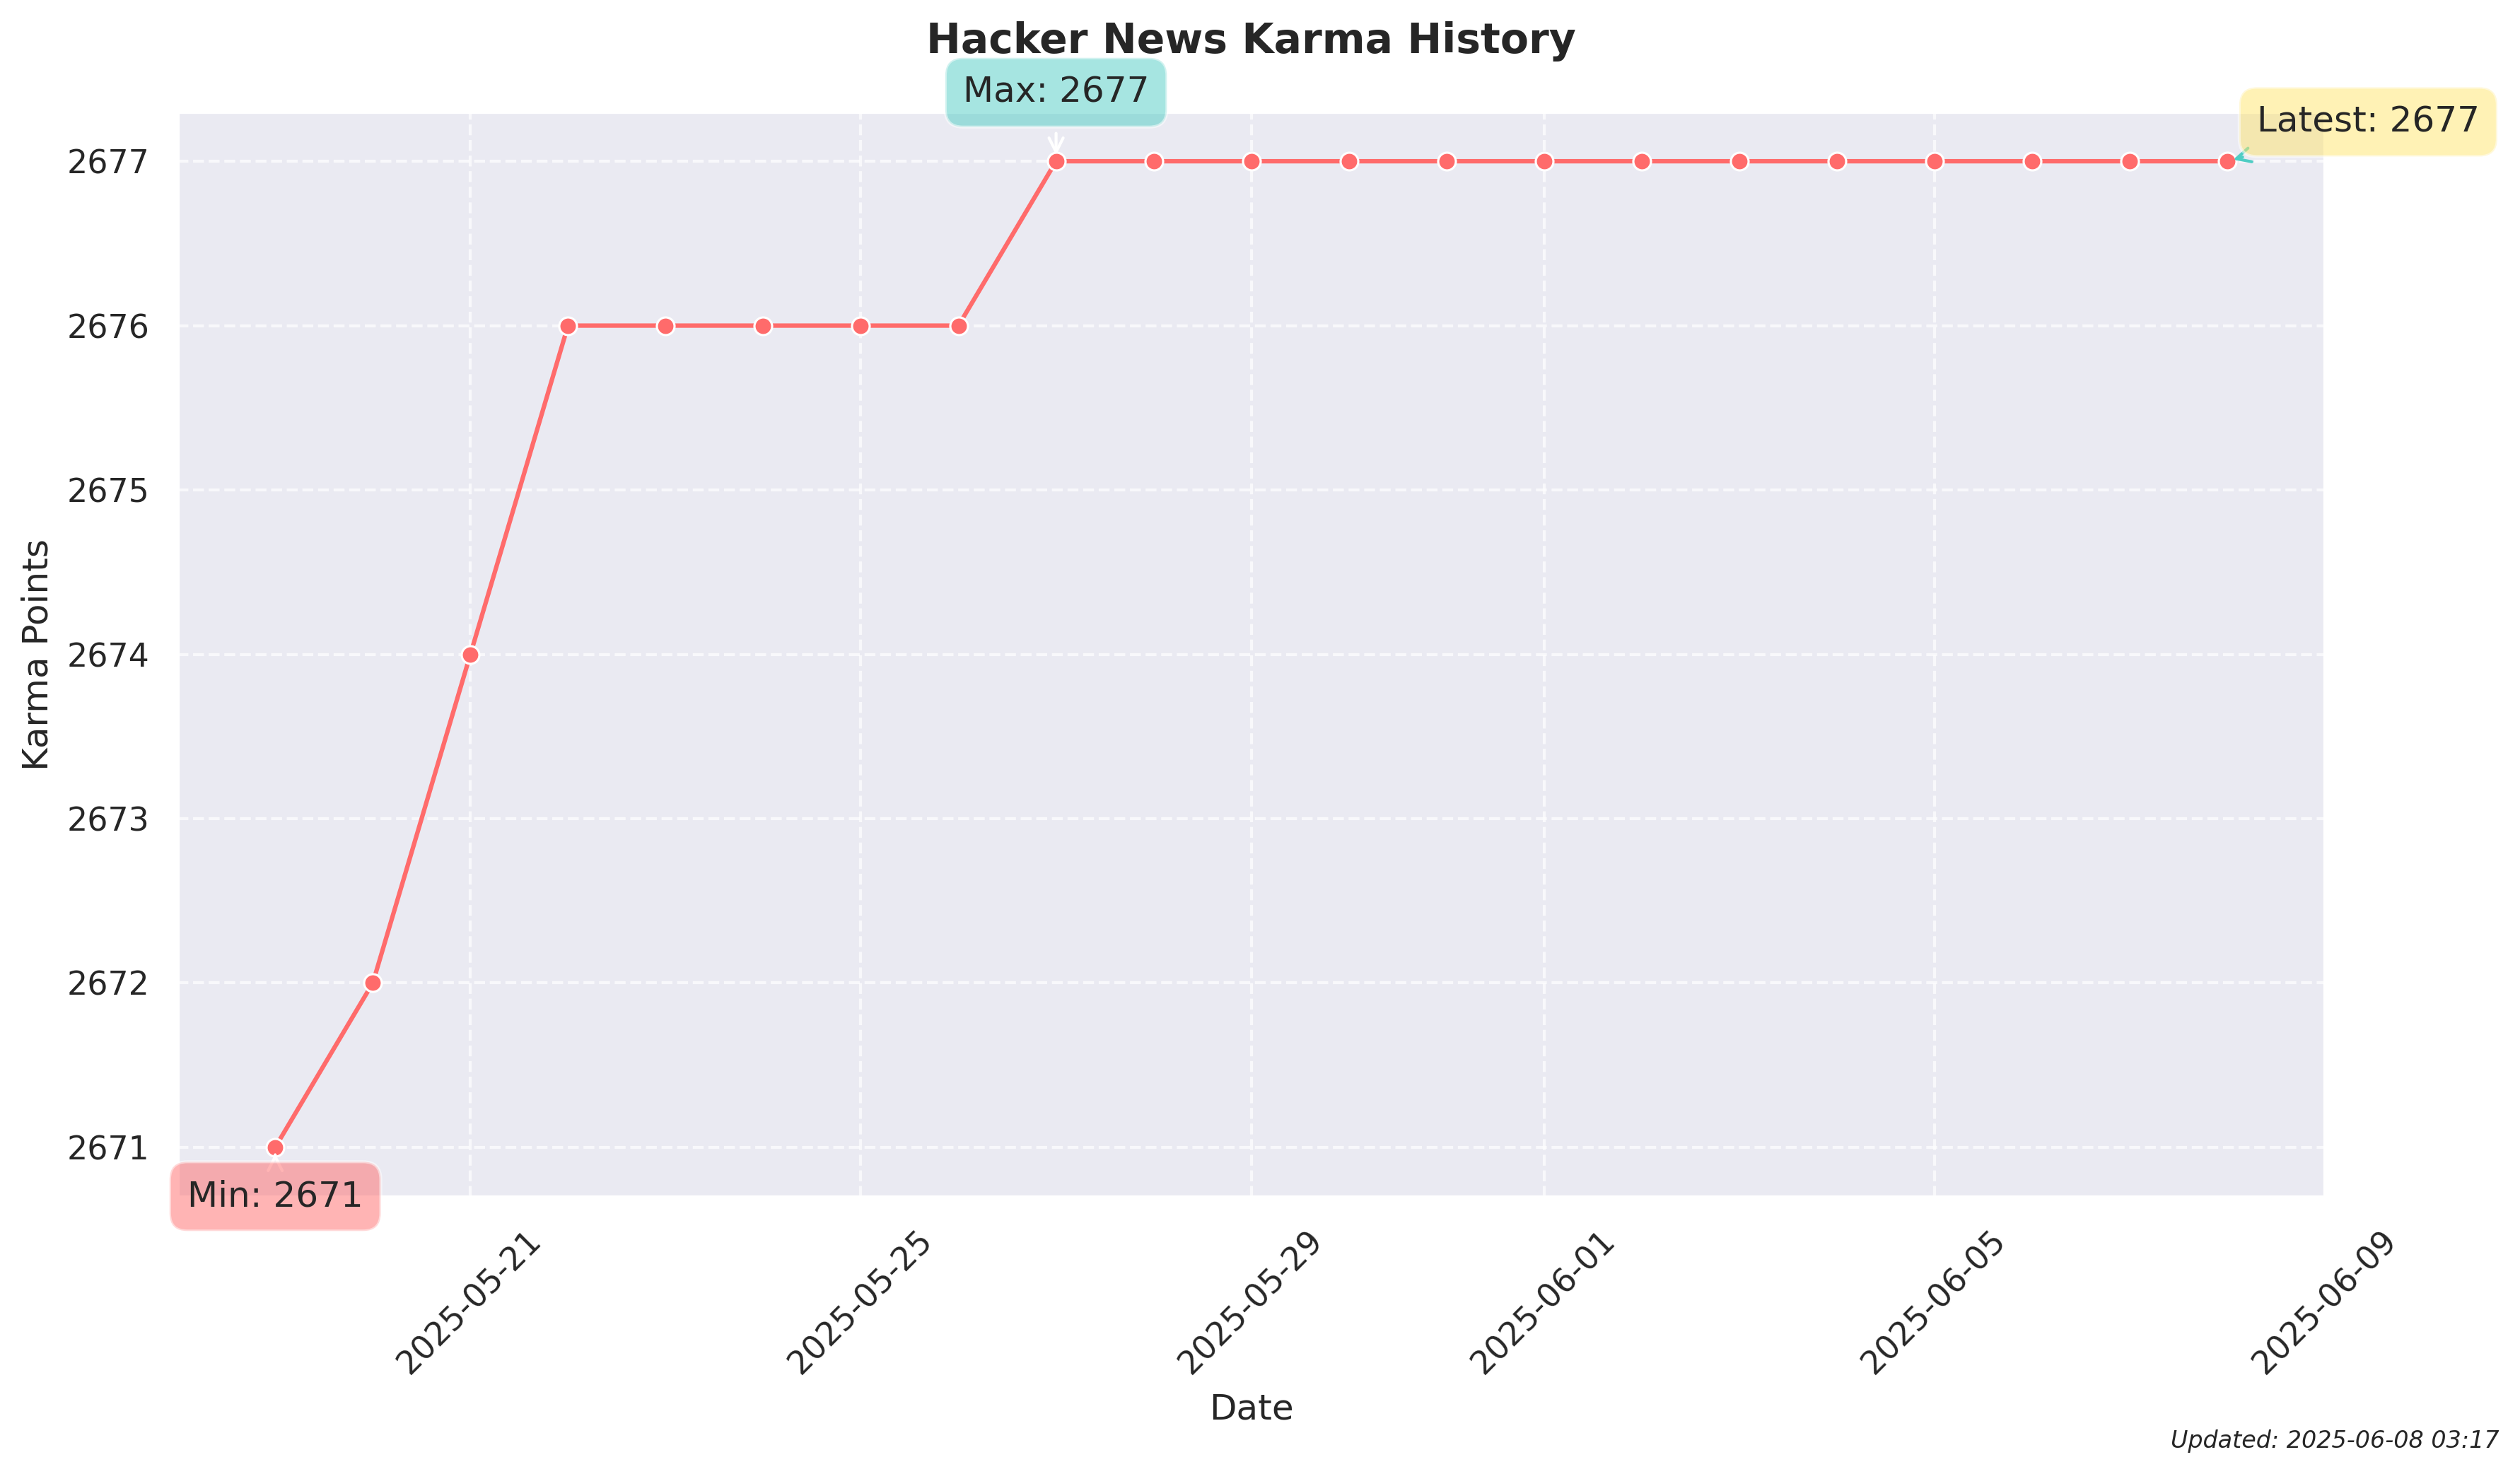 Hacker News Karma History
Max: 2677
Latest: 2677
2677
2676
2675
2674
2673
2672
2671
Karma Points
Min: 2671
2025-05-21
2025-05-25
2025-05-29
2025-06-01
2025-06-05
2025-06-09
Date
Updated: 2025-06-08 03:17